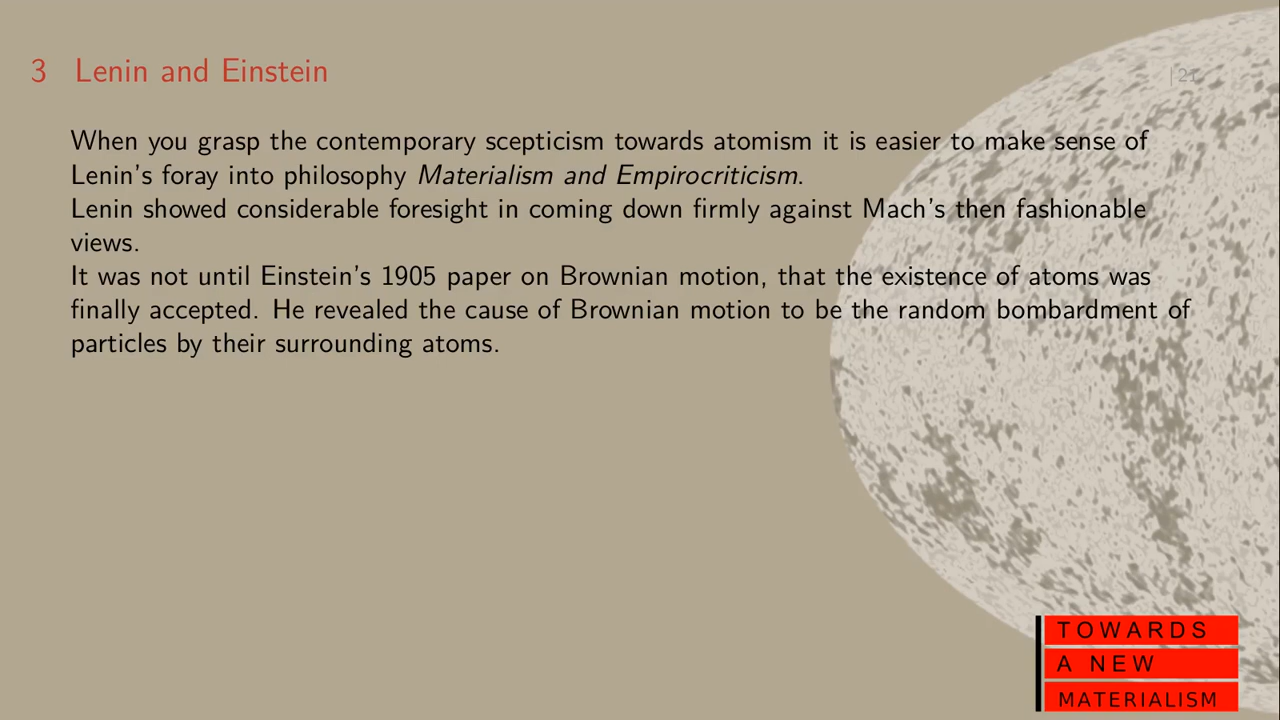 3 Lenin and Einstein
| 21
When you grasp the contemporary scepticism towards atomism it is easier to make sense of
Lenin's foray into philosophy Materialism and Empirocriticism.
Lenin showed considerable foresight in coming down firmly against Mach's then fashionable
views.
It was not until Einstein's 1905 paper on Brownian motion, that the existence of atoms was
finally accepted. He revealed the cause of Brownian motion to be the random bombardment of
particles by their surrounding atoms.
TOWARDS
A NEW
MATERIALISM